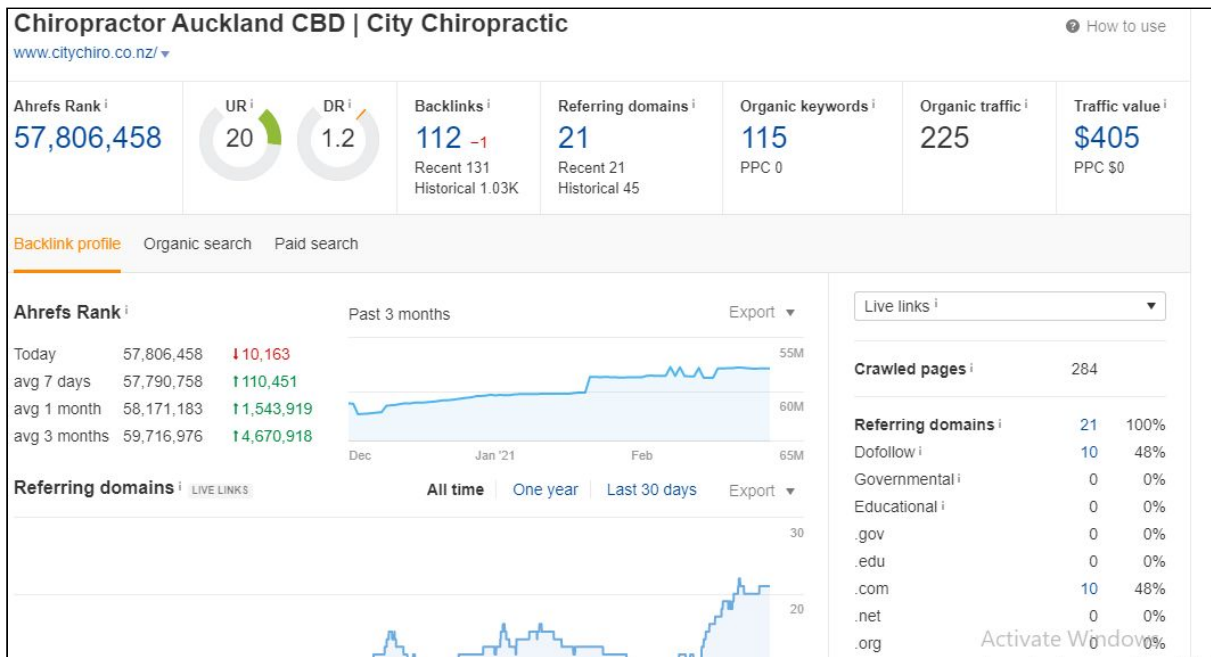 Chiropractor Auckland CBD | City Chiropractic
How to use
www.citychiro.co.nz/
Ahrefs Rank i
57,806,458
UR i
20
DR i
1.2
Backlinks i
112 −1
Recent 131
Historical 1.03K
Referring domains i
21
Recent 21
Historical 45
Organic keywords i
115
PPC 0
Organic traffic i
225
Traffic value i
$405
PPC $0
Backlink profile Organic search Paid search
Ahrefs Rank i
Today 57,806,458 ↓10,163
avg 7 days 57,790,758 ↑110,451
avg 1 month 58,171,183 ↑1,543,919
avg 3 months 59,716,976 ↑4,670,918
Past 3 months Export
55M
60M
65M
Dec Jan '21 Feb
Referring domains i LIVE LINKS
All time One year Last 30 days Export
30
20
Live links i
Crawled pages i 284
Referring domains i 21 100%
Dofollow i 10 48%
Governmental i 0 0%
Educational i 0 0%
.gov 0 0%
.edu 0 0%
.com 10 48%
.net 0 0%
.org 0 0%
Activate Windows